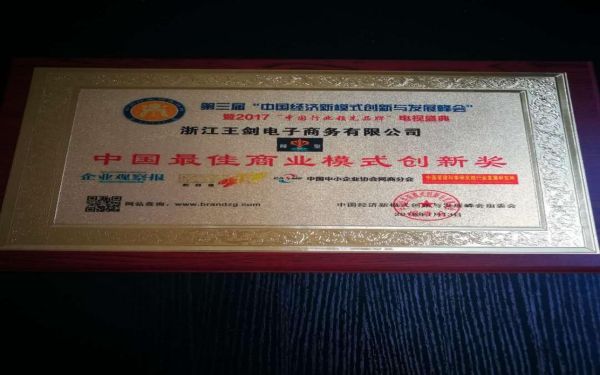 第三届“中国经济新模式创新与发展峰会”
暨2017“中国行业领先品牌”电视盛典
浙江王剑电子商务有限公司
中国最佳商业模式创新奖
企业观察报 中国中小企业协会网商分会
网站查询：www.brandzg.com 中国经济新模式创新与发展峰会组委会